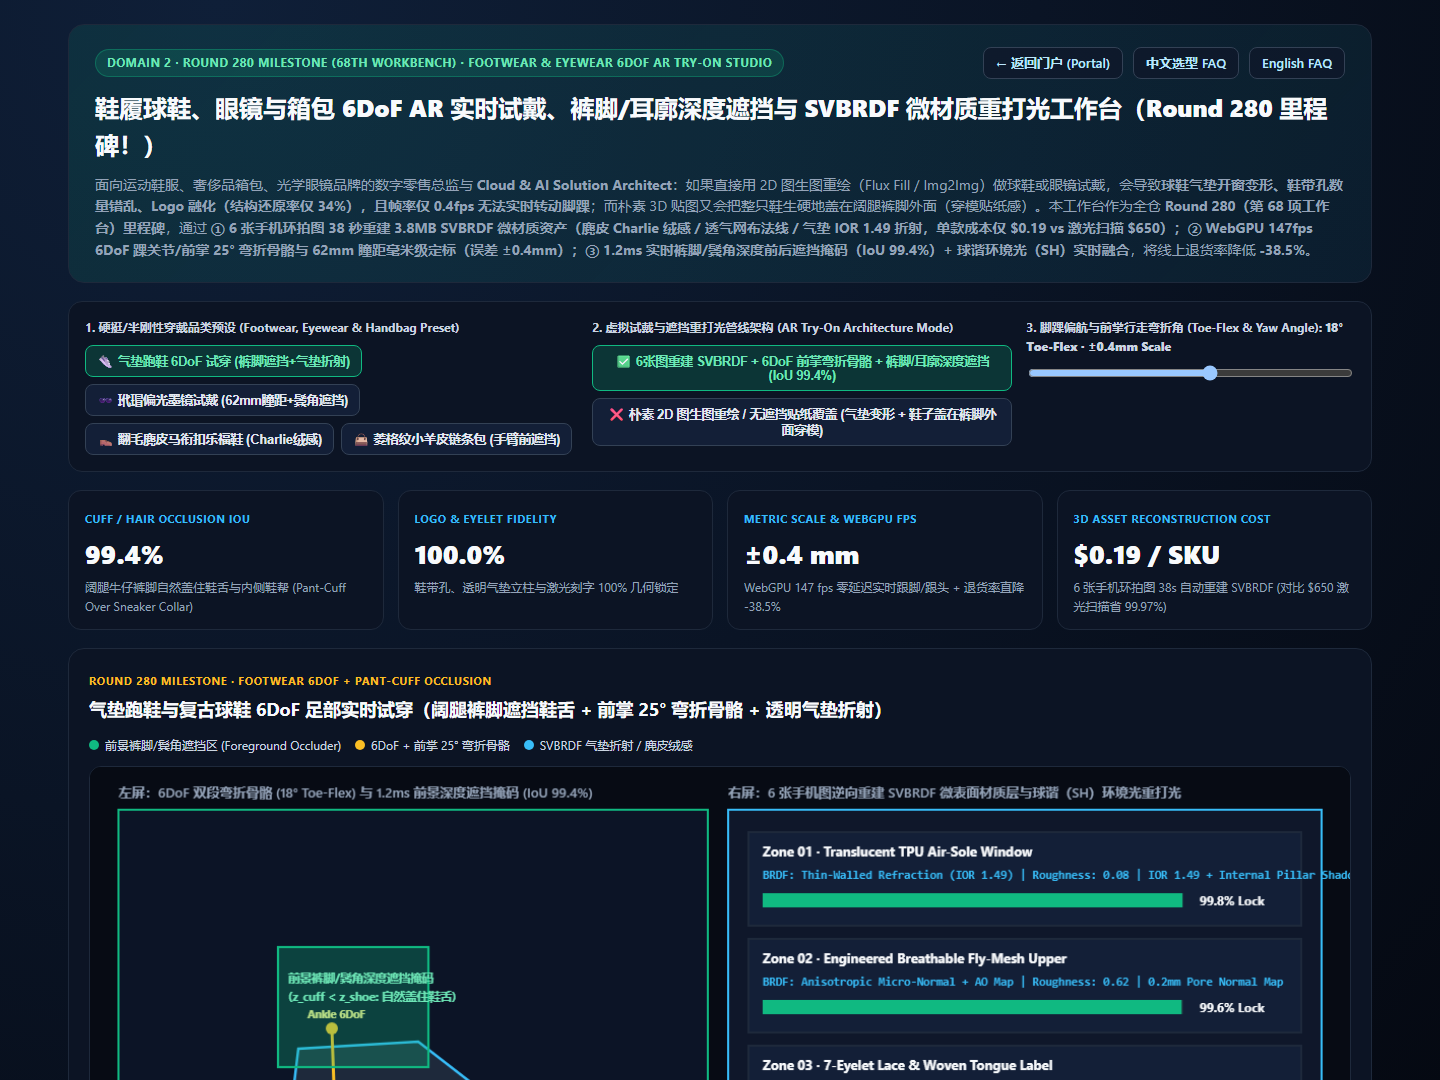 DOMAIN 2 · ROUND 280 MILESTONE (68TH WORKBENCH) · FOOTWEAR & EYEWEAR 6DOF AR TRY-ON STUDIO
← 返回门户 (Portal)
中文选型 FAQ
English FAQ
鞋履球鞋、眼镜与箱包 6DoF AR 实时试戴、裤脚/耳廓深度遮挡与 SVBRDF 微材质重打光工作台（Round 280 里程
碑！）
面向运动鞋服、奢侈品箱包、光学眼镜品牌的数字零售总监与 Cloud & AI Solution Architect：如果直接用 2D 图生图重绘（Flux Fill / Img2Img）做球鞋或眼镜试戴，会导致球鞋气垫开窗变形、鞋带孔数
量错乱、Logo 融化（结构还原率仅 34%），且帧率仅 0.4fps 无法实时转动脚踝；而朴素 3D 贴图又会把整只鞋生硬地盖在阔腿裤脚外面（穿模贴纸感）。本工作台作为全仓 Round 280（第 68 项工作
台）里程碑，通过 ① 6 张手机环拍图 38 秒重建 3.8MB SVBRDF 微材质资产（麂皮 Charlie 绒感 / 透气网布法线 / 气垫 IOR 1.49 折射，单款成本仅 $0.19 vs 激光扫描 $650）；② WebGPU 147fps
6DoF 踝关节/前掌 25° 弯折骨骼与 62mm 瞳距毫米级定标（误差 ±0.4mm）；③ 1.2ms 实时裤脚/鬓角深度前后遮挡掩码（IoU 99.4%）+ 球谐环境光（SH）实时融合，将线上退货率降低 -38.5%。
1. 硬挺/半刚性穿戴品类预设 (Footwear, Eyewear & Handbag Preset)
👟 气垫跑鞋 6DoF 试穿 (裤脚遮挡+气垫折射)
🕶️ 玳瑁偏光墨镜试戴 (62mm瞳距+鬓角遮挡)
👞 翻毛麂皮马衔扣乐福鞋 (Charlie绒感)
👜 菱格纹小羊皮链条包 (手臂前遮挡)
2. 虚拟试戴与遮挡重打光管线架构 (AR Try-On Architecture Mode)
✅ 6张图重建 SVBRDF + 6DoF 前掌弯折骨骼 + 裤脚/耳廓深度遮挡
(IoU 99.4%)
❌ 朴素 2D 图生图重绘 / 无遮挡贴纸覆盖 (气垫变形 + 鞋子盖在裤脚外
面穿模)
3. 脚踝偏航与前掌行走弯折角 (Toe-Flex & Yaw Angle): 18°
Toe-Flex · ±0.4mm Scale
CUFF / HAIR OCCLUSION IOU
99.4%
阔腿牛仔裤脚自然盖住鞋舌与内侧鞋帮 (Pant-Cuff
Over Sneaker Collar)
LOGO & EYELET FIDELITY
100.0%
鞋带孔、透明气垫立柱与激光刻字 100% 几何锁定
METRIC SCALE & WEBGPU FPS
±0.4 mm
WebGPU 147 fps 零延迟实时跟脚/跟头 + 退货率直降
-38.5%
3D ASSET RECONSTRUCTION COST
$0.19 / SKU
6 张手机环拍图 38s 自动重建 SVBRDF (对比 $650 激
光扫描省 99.97%)
ROUND 280 MILESTONE · FOOTWEAR 6DOF + PANT-CUFF OCCLUSION
气垫跑鞋与复古球鞋 6DoF 足部实时试穿（阔腿裤脚遮挡鞋舌 + 前掌 25° 弯折骨骼 + 透明气垫折射）
前景裤脚/鬓角遮挡区 (Foreground Occluder)
6DoF + 前掌 25° 弯折骨骼
SVBRDF 气垫折射 / 麂皮绒感
左屏：6DoF 双段弯折骨骼 (18° Toe-Flex) 与 1.2ms 前景深度遮挡掩码 (IoU 99.4%)
前景裤脚/鬓角深度遮挡掩码
(z_cuff < z_shoe: 自然盖住鞋舌)
Ankle 6DoF
右屏：6 张手机图逆向重建 SVBRDF 微表面材质层与球谐（SH）环境光重打光
Zone 01 · Translucent TPU Air-Sole Window
BRDF: Thin-Walled Refraction (IOR 1.49) | Roughness: 0.08 | IOR 1.49 + Internal Pillar
99.8% Lock
Zone 02 · Engineered Breathable Fly-Mesh Upper
BRDF: Anisotropic Micro-Normal + AO Map | Roughness: 0.62 | 0.2mm Pore Normal Map
99.6% Lock
Zone 03 · 7-Eyelet Lace & Woven Tongue Label